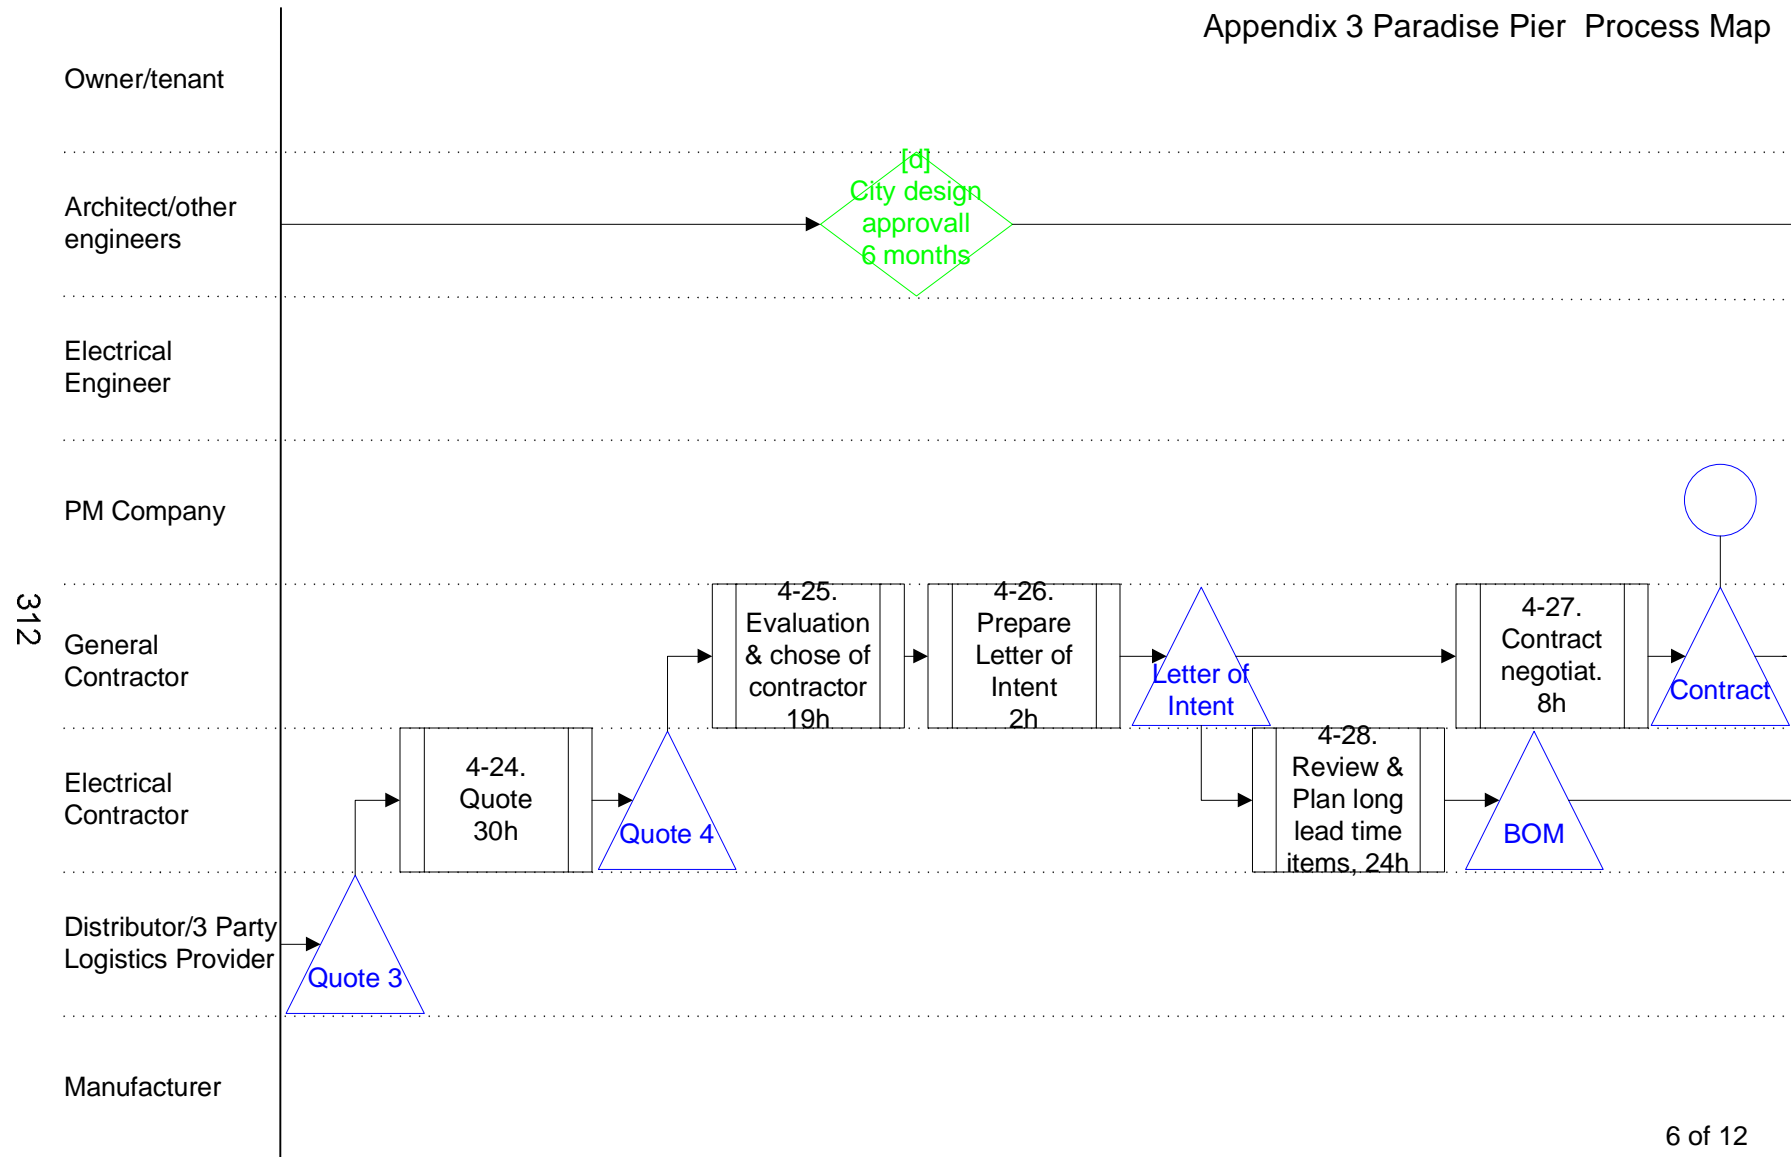 Appendix 3 Paradise Pier  Process Map
Owner/tenant
[d]
City design
approvall
6 months
Architect/other
engineers
Electrical
Engineer
PM Company
312
General
Contractor
4-25.
Evaluation
& chose of
contractor
19h
4-26.
Prepare
Letter of
Intent
2h
Letter of
Intent
4-27.
Contract
negotiat.
8h
Contract
Electrical
Contractor
4-24.
Quote
30h
Quote 4
4-28.
Review &
Plan long
lead time
items, 24h
BOM
Distributor/3 Party
Logistics Provider
Quote 3
Manufacturer
6 of 12